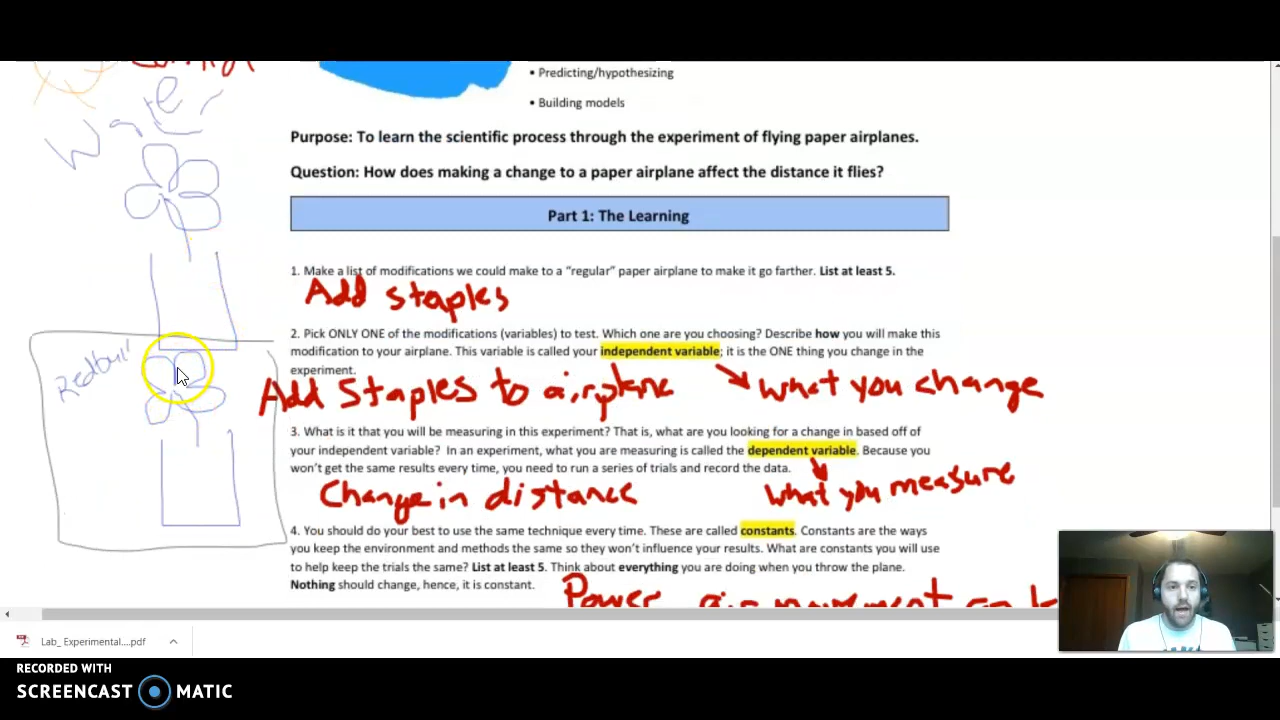 Water
• Predicting/hypothesizing
• Building models
Purpose: To learn the scientific process through the experiment of flying paper airplanes.
Question: How does making a change to a paper airplane affect the distance it flies?
Part 1: The Learning
1. Make a list of modifications we could make to a “regular” paper airplane to make it go farther. List at least 5.
Add staples
2. Pick ONLY ONE of the modifications (variables) to test. Which one are you choosing? Describe how you will make this
modification to your airplane. This variable is called your independent variable; it is the ONE thing you change in the
experiment.
Redbull
Add Staples to airplane
what you change
3. What is it that you will be measuring in this experiment? That is, what are you looking for a change in based off of
your independent variable? In an experiment, what you are measuring is called the dependent variable. Because you
won’t get the same results every time, you need to run a series of trials and record the data.
Change in distance
what you measure
4. You should do your best to use the same technique every time. These are called constants. Constants are the ways
you keep the environment and methods the same so they won’t influence your results. What are constants you will use
to help keep the trials the same? List at least 5. Think about everything you are doing when you throw the plane.
Nothing should change, hence, it is constant.
Power air movement
Lab_ Experimental....pdf
RECORDED WITH
SCREENCAST MATIC